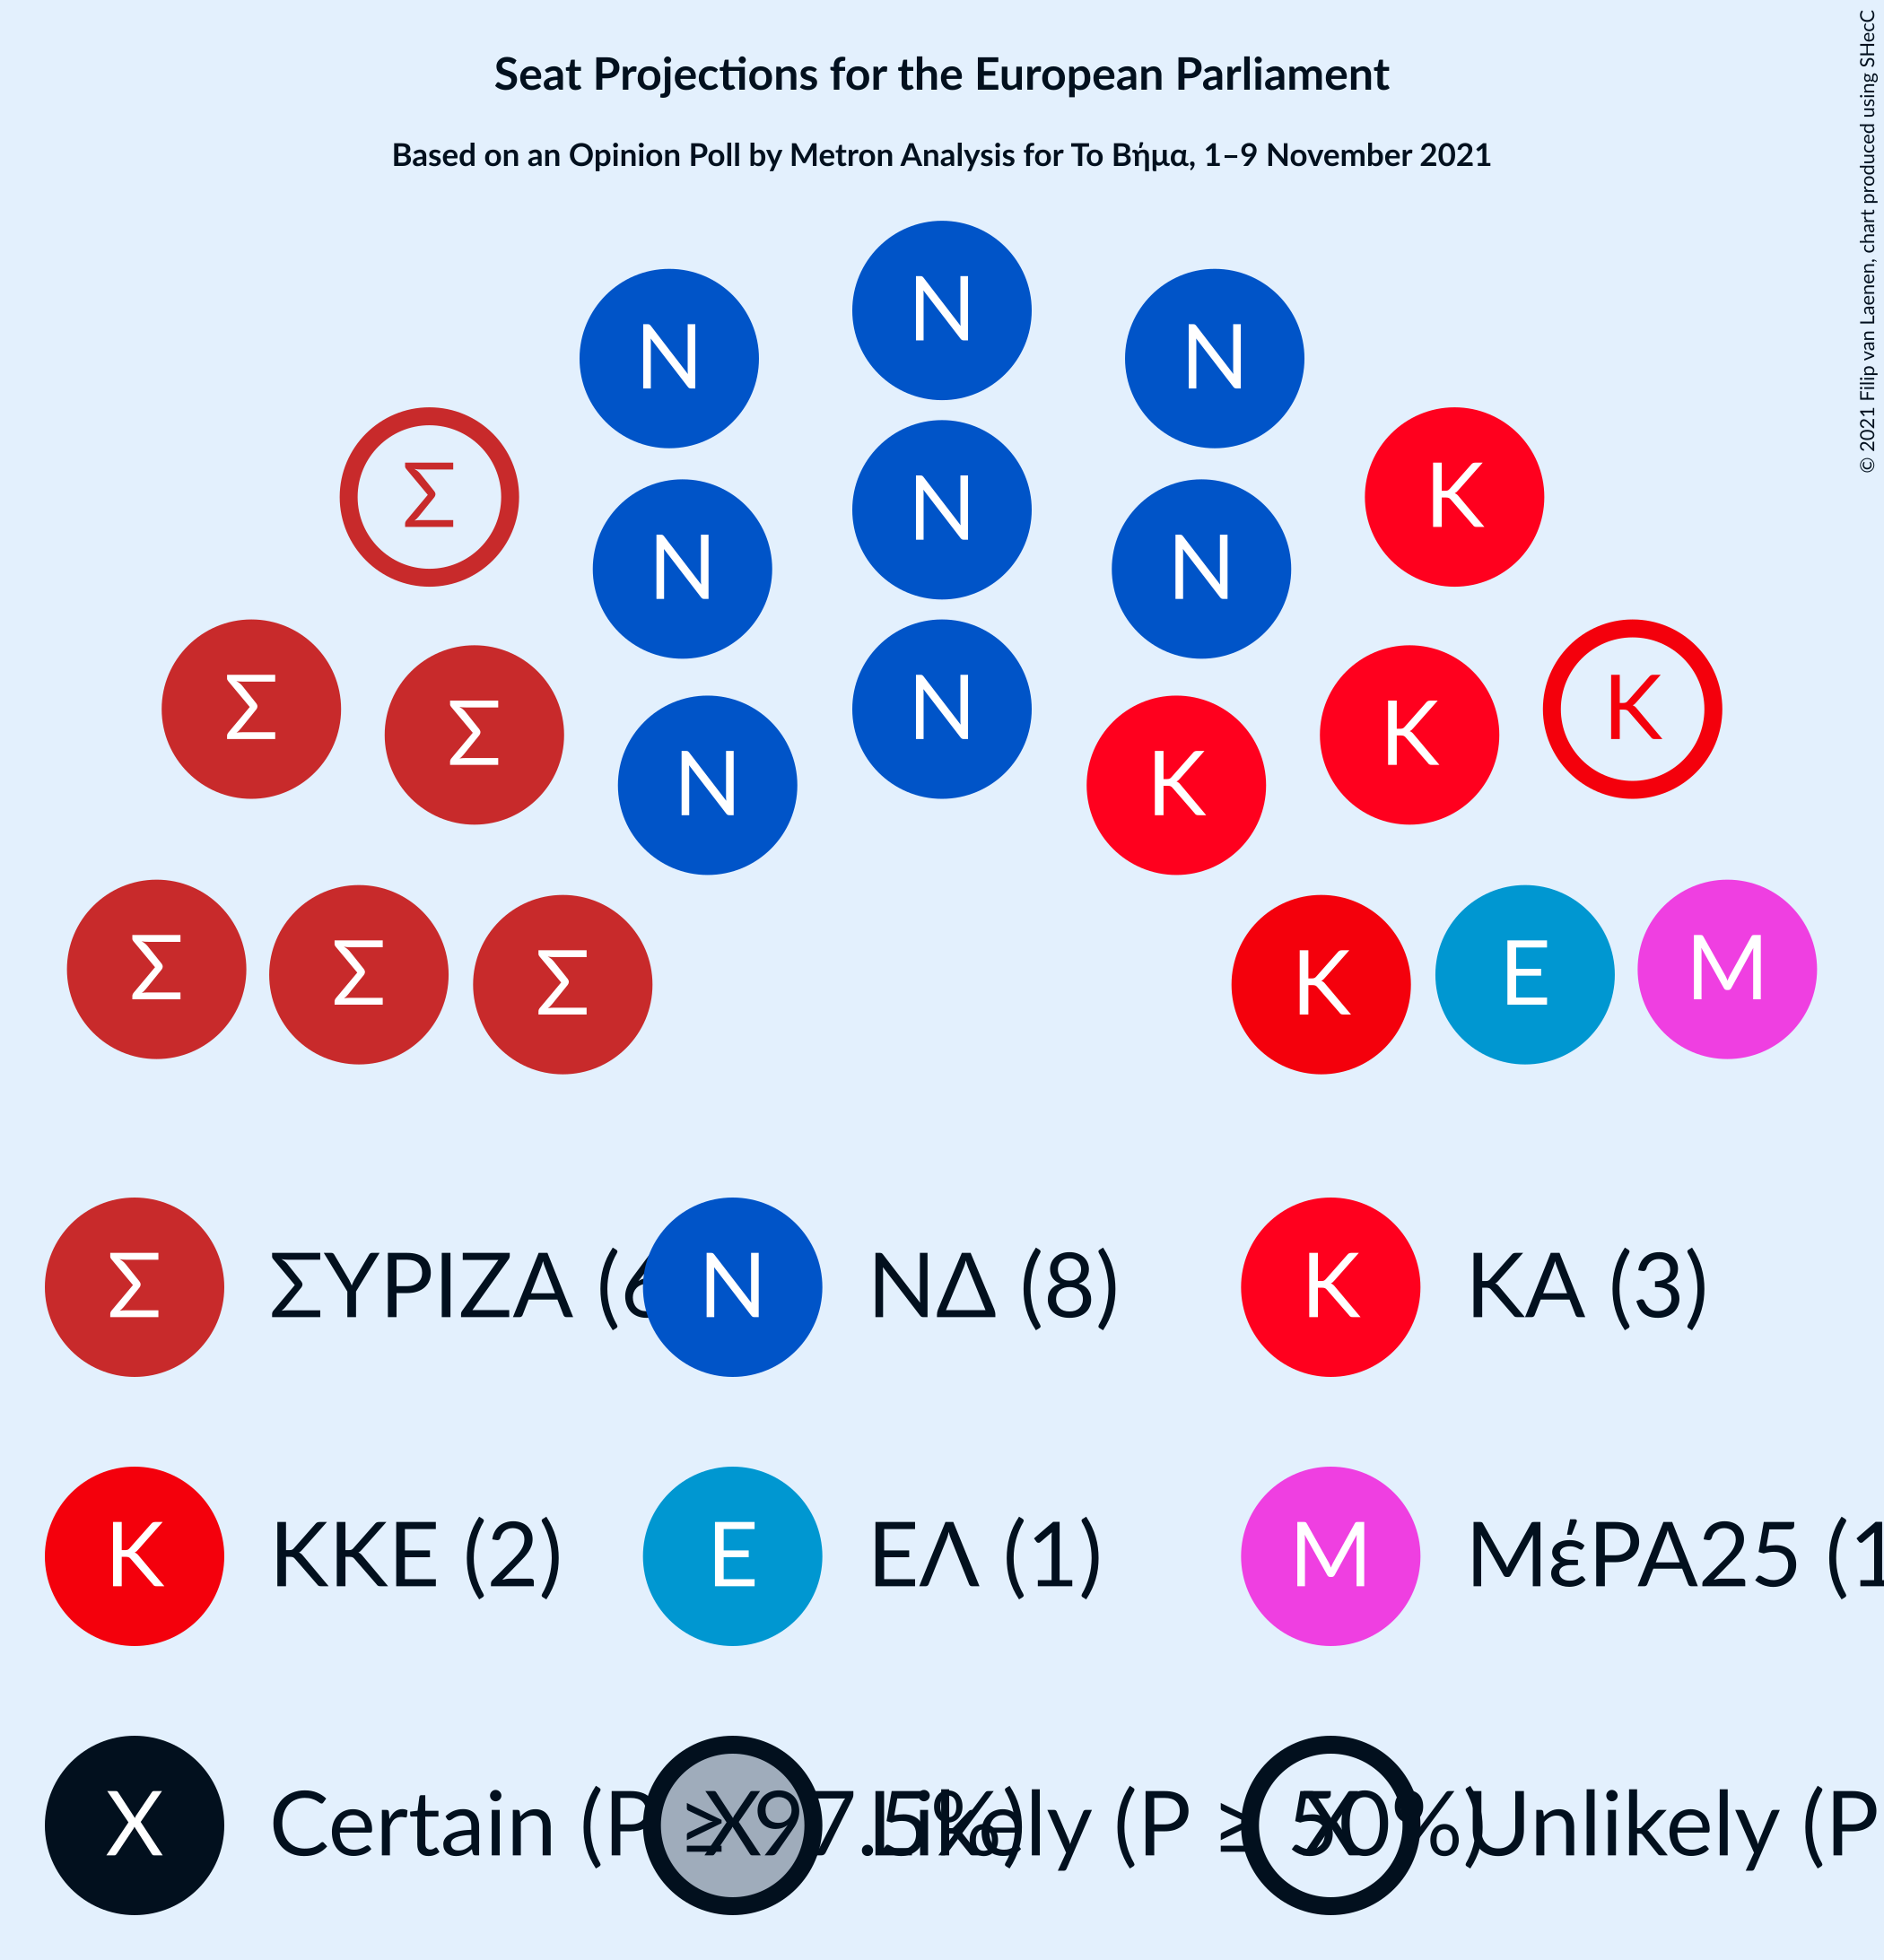 Seat Projections for the European Parliament
Based on an Opinion Poll by Metron Analysis for Το Βήμα, 1–9 November 2021
© 2021 Filip van Laenen, chart produced using SHecC
N
N N
Σ N K
N N
Σ N K
Σ K
N K
Σ Σ Σ K E M
Σ ΣΥΡΙΖΑ (6 N ΝΔ (8) K ΚΑ (3)
Κ ΚΚΕ (2) Ε ΕΛ (1) Μ ΜέΡΑ25 (1
X Certain (P ≥ 97.5%) X Likely (P ≥ 50%) X Unlikely (P